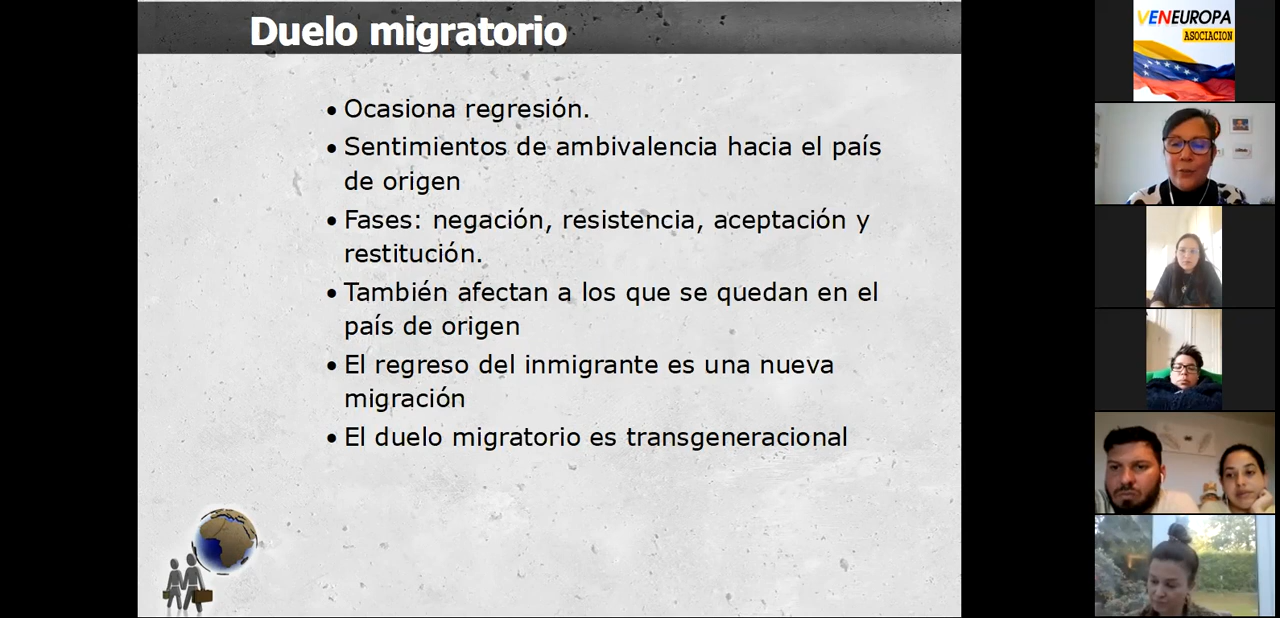 Duelo migratorio
• Ocasiona regresión.
• Sentimientos de ambivalencia hacia el país
de origen
• Fases: negación, resistencia, aceptación y
restitución.
• También afectan a los que se quedan en el
país de origen
• El regreso del inmigrante es una nueva
migración
• El duelo migratorio es transgeneracional
VENEUROPA
ASOCIACION